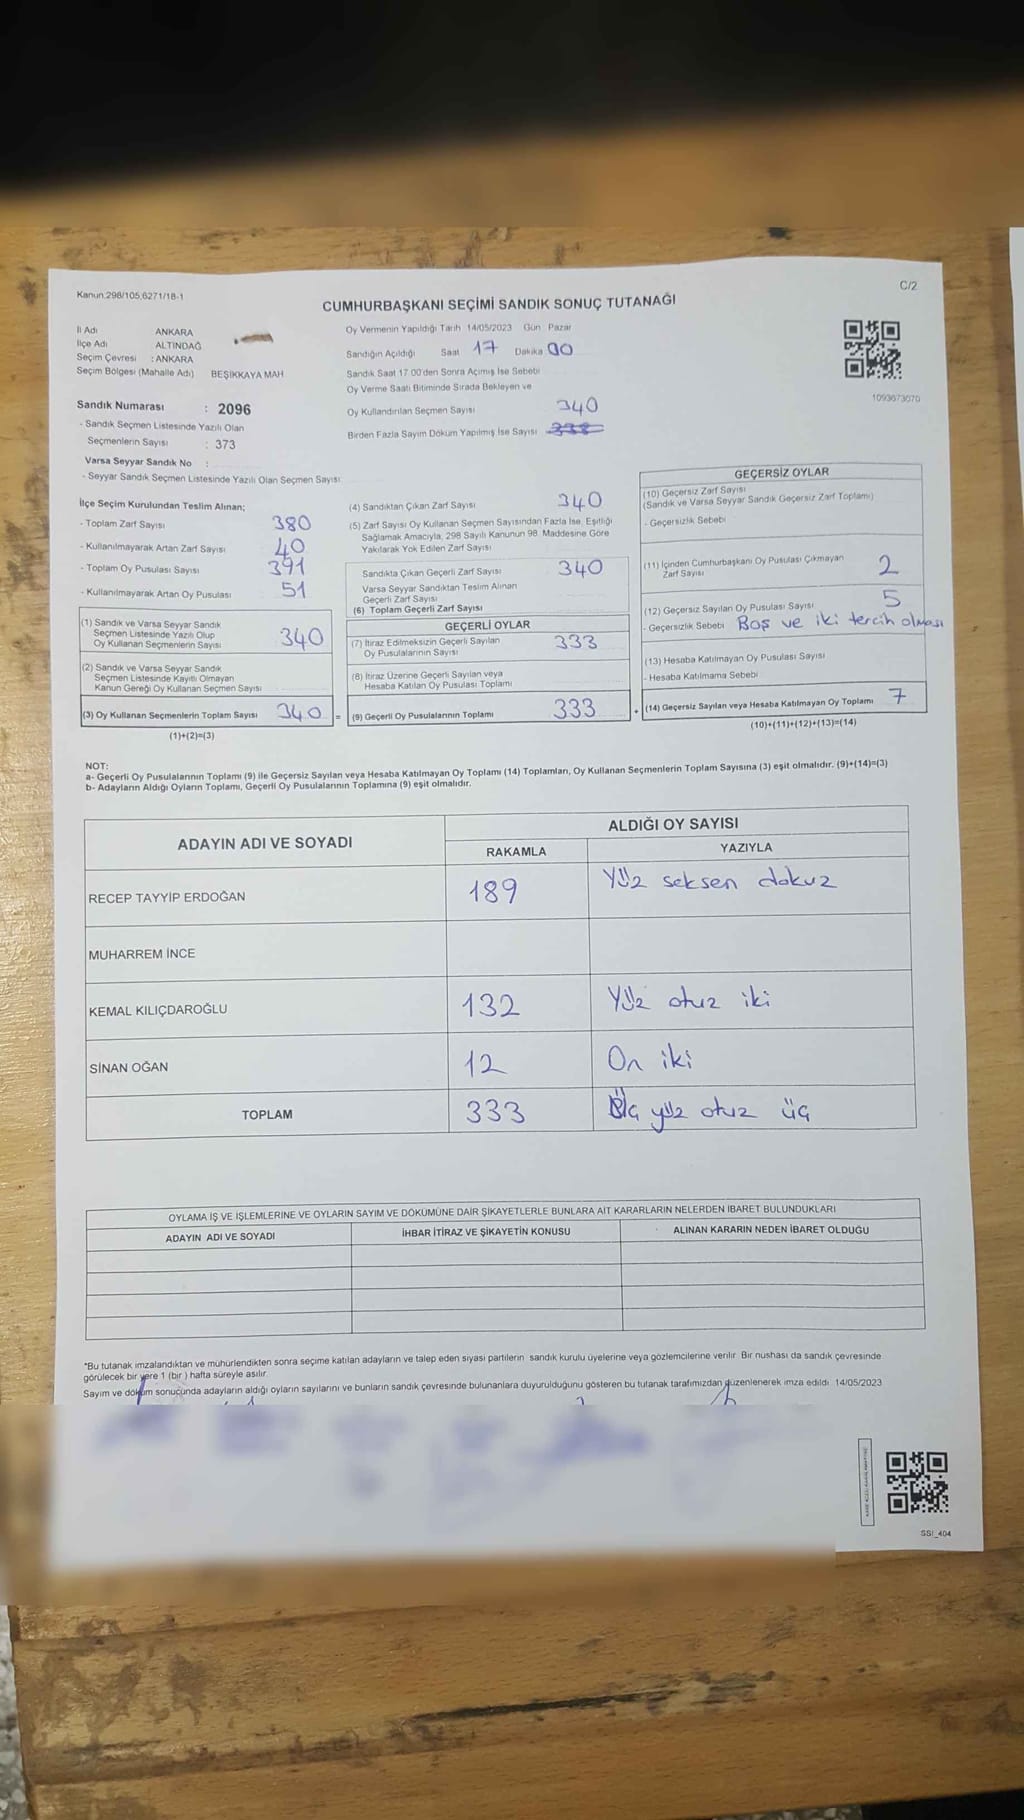 Kanun;298/105,6271/18-1
C/2
CUMHURBAŞKANI SEÇİMİ SANDIK SONUÇ TUTANAĞI
İl Adı ANKARA
İlçe Adı ALTINDAĞ
Seçim Çevresi : ANKARA
Seçim Bölgesi (Mahalle Adı) BEŞİKKAYA MAH
Sandık Numarası : 2096
- Sandık Seçmen Listesinde Yazılı Olan
Seçmenlerin Sayısı : 373
Varsa Seyyar Sandık No :
- Seyyar Sandık Seçmen Listesinde Yazılı Olan Seçmen Sayısı
Oy Vermenin Yapıldığı Tarih 14/05/2023 Gün Pazar
Sandığın Açıldığı Saat 17 Dakika 00
Sandık Saat 17:00'den Sonra Açımış İse Sebebi
Oy Verme Saati Bitiminde Sırada Bekleyen ve
Oy Kullandırılan Seçmen Sayısı 340
Birden Fazla Sayım Döküm Yapılmış İse Sayısı
1093673070
İlçe Seçim Kurulundan Teslim Alınan;
- Toplam Zarf Sayısı 380
- Kullanılmayarak Artan Zarf Sayısı 40
- Toplam Oy Pusulası Sayısı 391
- Kullanılmayarak Artan Oy Pusulası 51
(1) Sandık ve Varsa Seyyar Sandık
Seçmen Listesinde Yazılı Olup
Oy Kullanan Seçmenlerin Sayısı 340
(2) Sandık ve Varsa Seyyar Sandık
Seçmen Listesinde Kayıtlı Olmayan
Kanun Gereği Oy Kullanan Seçmen Sayısı
(3) Oy Kullanan Seçmenlerin Toplam Sayısı 340 =
(1)+(2)=(3)
(4) Sandıktan Çıkan Zarf Sayısı 340
(5) Zarf Sayısı Oy Kullanan Seçmen Sayısından Fazla İse, Eşitliği
Sağlamak Amacıyla, 298 Sayılı Kanunun 98. Maddesine Göre
Yakılarak Yok Edilen Zarf Sayısı
Sandıkta Çıkan Geçerli Zarf Sayısı 340
Varsa Seyyar Sandıktan Teslim Alınan
Geçerli Zarf Sayısı
(6) Toplam Geçerli Zarf Sayısı
GEÇERLİ OYLAR
(7) İtiraz Edilmeksizin Geçerli Sayılan
Oy Pusulalarının Sayısı 333
(8) İtiraz Üzerine Geçerli Sayılan veya
Hesaba Katılan Oy Pusulası Toplamı
(9) Geçerli Oy Pusulalarının Toplamı 333 +
GEÇERSİZ OYLAR
(10) Geçersiz Zarf Sayısı
(Sandık ve Varsa Seyyar Sandık Geçersiz Zarf Toplamı)
- Geçersizlik Sebebi
(11) İçinden Cumhurbaşkanı Oy Pusulası Çıkmayan
Zarf Sayısı 2
(12) Geçersiz Sayılan Oy Pusulası Sayısı 5
- Geçersizlik Sebebi Boş ve iki tercih olması
(13) Hesaba Katılmayan Oy Pusulası Sayısı
- Hesaba Katılmama Sebebi
(14) Geçersiz Sayılan veya Hesaba Katılmayan Oy Toplamı 7
(10)+(11)+(12)+(13)=(14)
NOT:
a- Geçerli Oy Pusulalarının Toplamı (9) ile Geçersiz Sayılan veya Hesaba Katılmayan Oy Toplamı (14) Toplamları, Oy Kullanan Seçmenlerin Toplam Sayısına (3) eşit olmalıdır. (9)+(14)=(3)
b- Adayların Aldığı Oyların Toplamı, Geçerli Oy Pusulalarının Toplamına (9) eşit olmalıdır.
ADAYIN ADI VE SOYADI
ALDIĞI OY SAYISI
RAKAMLA YAZIYLA
RECEP TAYYİP ERDOĞAN 189 Yüz seksen dokuz
MUHARREM İNCE
KEMAL KILIÇDAROĞLU 132 Yüz otuz iki
SİNAN OĞAN 12 On iki
TOPLAM 333 Üç yüz otuz üç
OYLAMA İŞ VE İŞLEMLERİNE VE OYLARIN SAYIM VE DÖKÜMÜNE DAİR ŞİKAYETLERLE BUNLARA AİT KARARLARIN NELERDEN İBARET BULUNDUKLARI
ADAYIN ADI VE SOYADI İHBAR İTİRAZ VE ŞİKAYETİN KONUSU ALINAN KARARIN NEDEN İBARET OLDUĞU
*Bu tutanak imzalandıktan ve mühürlendikten sonra seçime katılan adayların ve talep eden siyasi partilerin sandık kurulu üyelerine veya gözlemcilerine verilir. Bir nüshası da sandık çevresinde
görülecek bir yere 1 (bir) hafta süreyle asılır.
Sayım ve döküm sonucunda adayların aldığı oyların sayılarını ve bunların sandık çevresinde bulunanlara duyurulduğunu gösteren bu tutanak tarafımızdan düzenlenerek imza edildi 14/05/2023
SSI_404